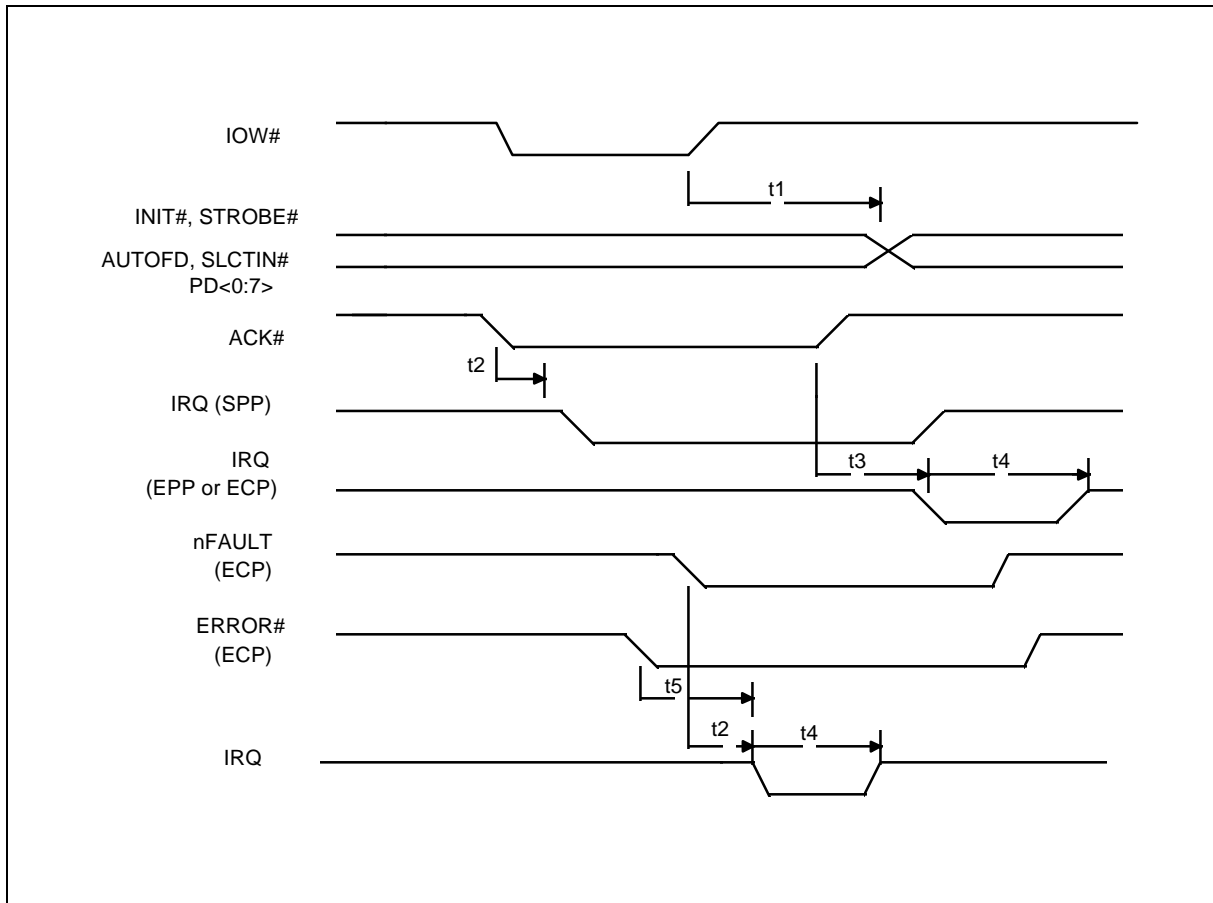 IOW#
t1
INIT#, STROBE#
AUTOFD, SLCTIN#
PD<0:7>
ACK#
t2
IRQ (SPP)
IRQ
(EPP or ECP)
t3
t4
nFAULT
(ECP)
ERROR#
(ECP)
t5
t2
t4
IRQ